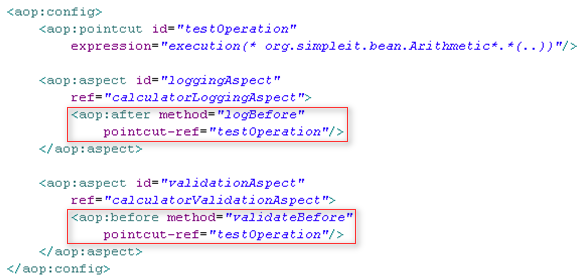 <aop:config>
<aop:pointcut id="testOperation"
expression="execution(* org.simpleit.bean.Arithmetic*.*(..))"/>
<aop:aspect id="loggingAspect"
ref="calculatorLoggingAspect">
<aop:after method="logBefore"
pointcut-ref="testOperation"/>
</aop:aspect>
<aop:aspect id="validationAspect"
ref="calculatorValidationAspect">
<aop:before method="validateBefore"
pointcut-ref="testOperation"/>
</aop:aspect>
</aop:config>